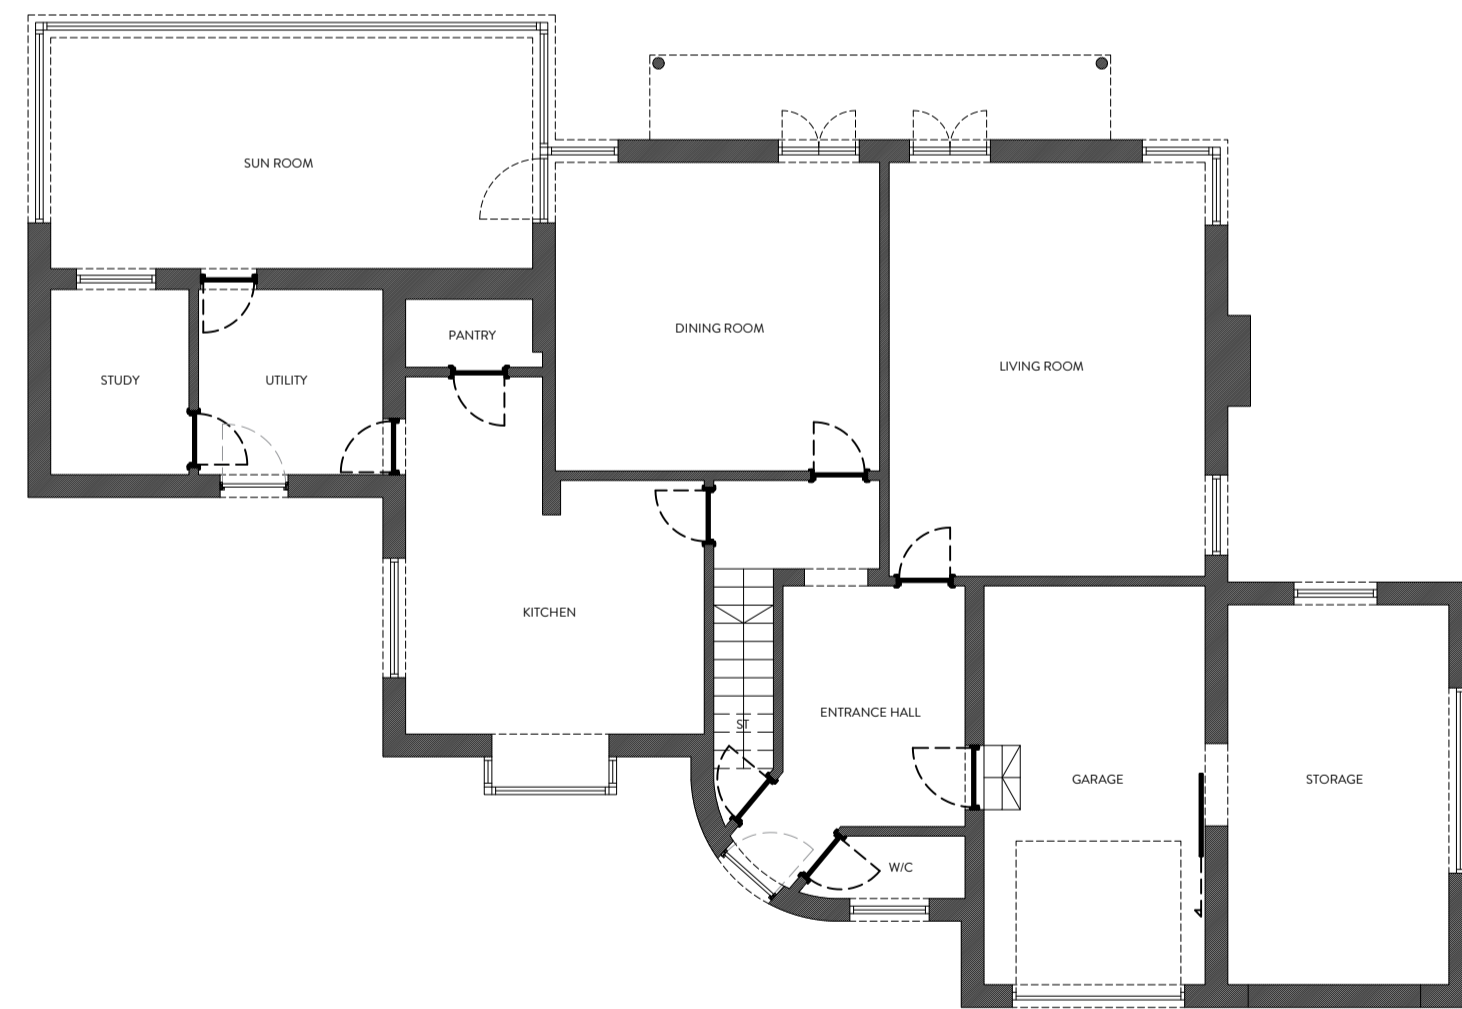 SUN ROOM
DINING ROOM
PANTRY
LIVING ROOM
STUDY
UTILITY
KITCHEN
ENTRANCE HALL
ST
GARAGE
STORAGE
W/C